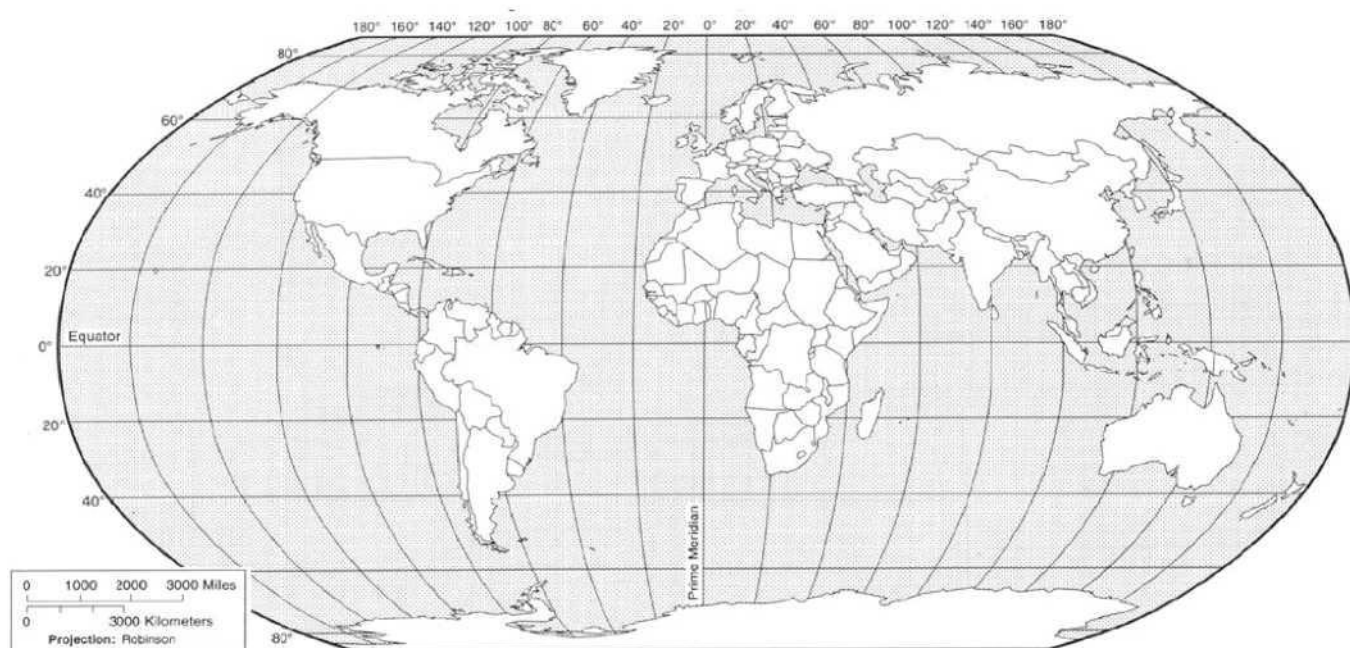 180° 160° 140° 120° 100° 80° 60° 40° 20° 0° 20° 40° 60° 80° 100° 120° 140° 160° 180°
80°
60°
40°
20°
Equator
0°
20°
40°
Prime Meridian
0 1000 2000 3000 Miles
0 3000 Kilometers
Projection: Robinson
80°